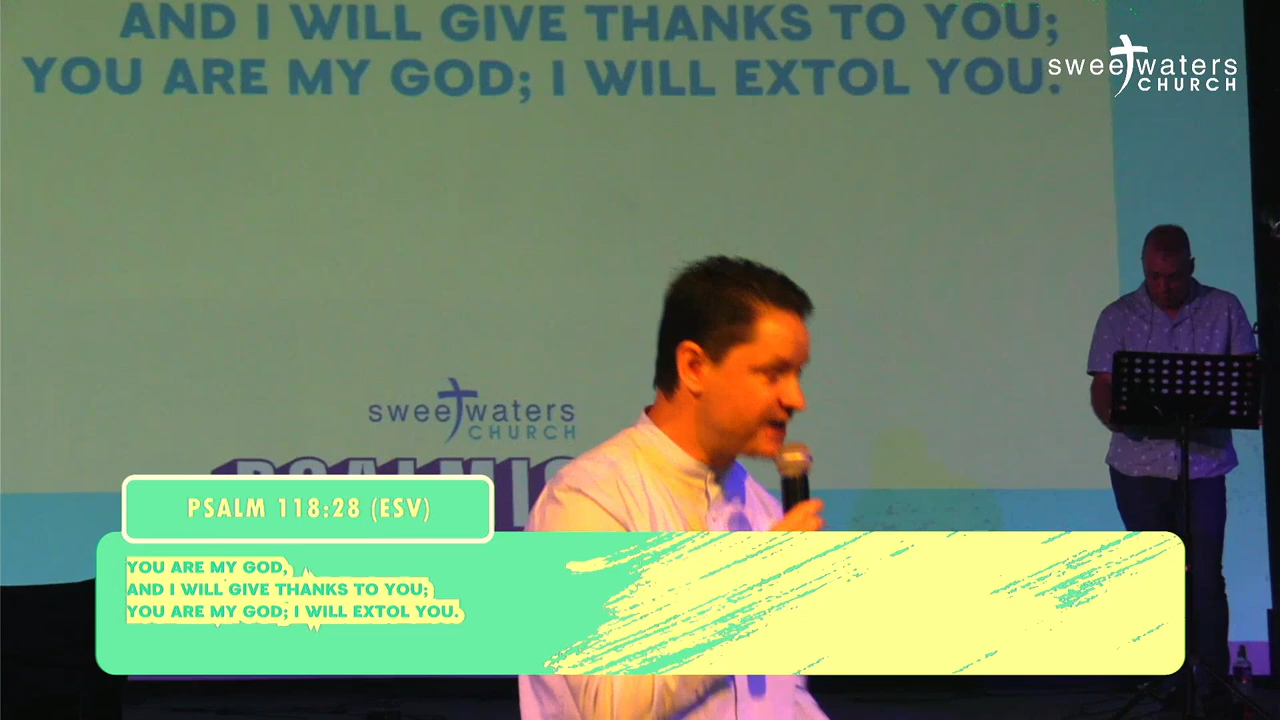 AND I WILL GIVE THANKS TO YOU;
YOU ARE MY GOD; I WILL EXTOL YOU.
sweetwaters
CHURCH
sweetwaters
CHURCH
PSALM 118:28 (ESV)
YOU ARE MY GOD,
AND I WILL GIVE THANKS TO YOU;
YOU ARE MY GOD; I WILL EXTOL YOU.